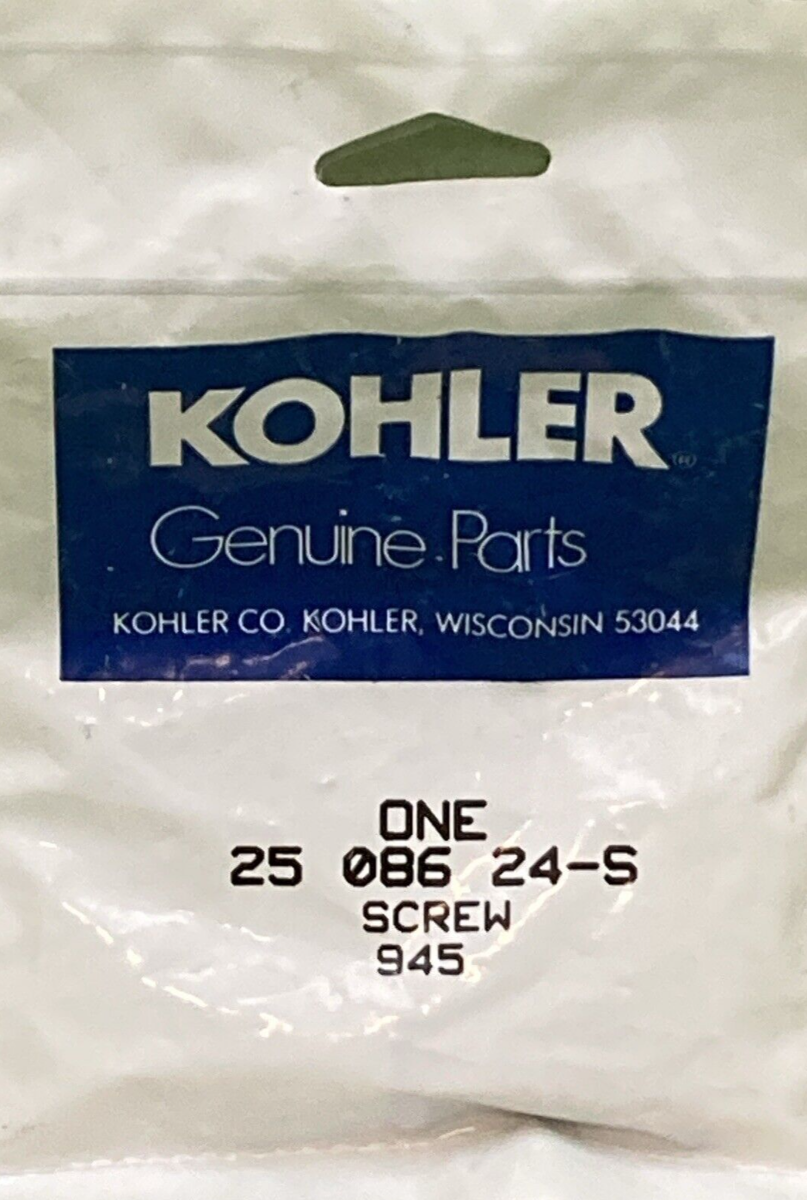 KOHLER®
Genuine Parts
KOHLER CO. KOHLER, WISCONSIN 53044
ONE
25 086 24-S
SCREW
945